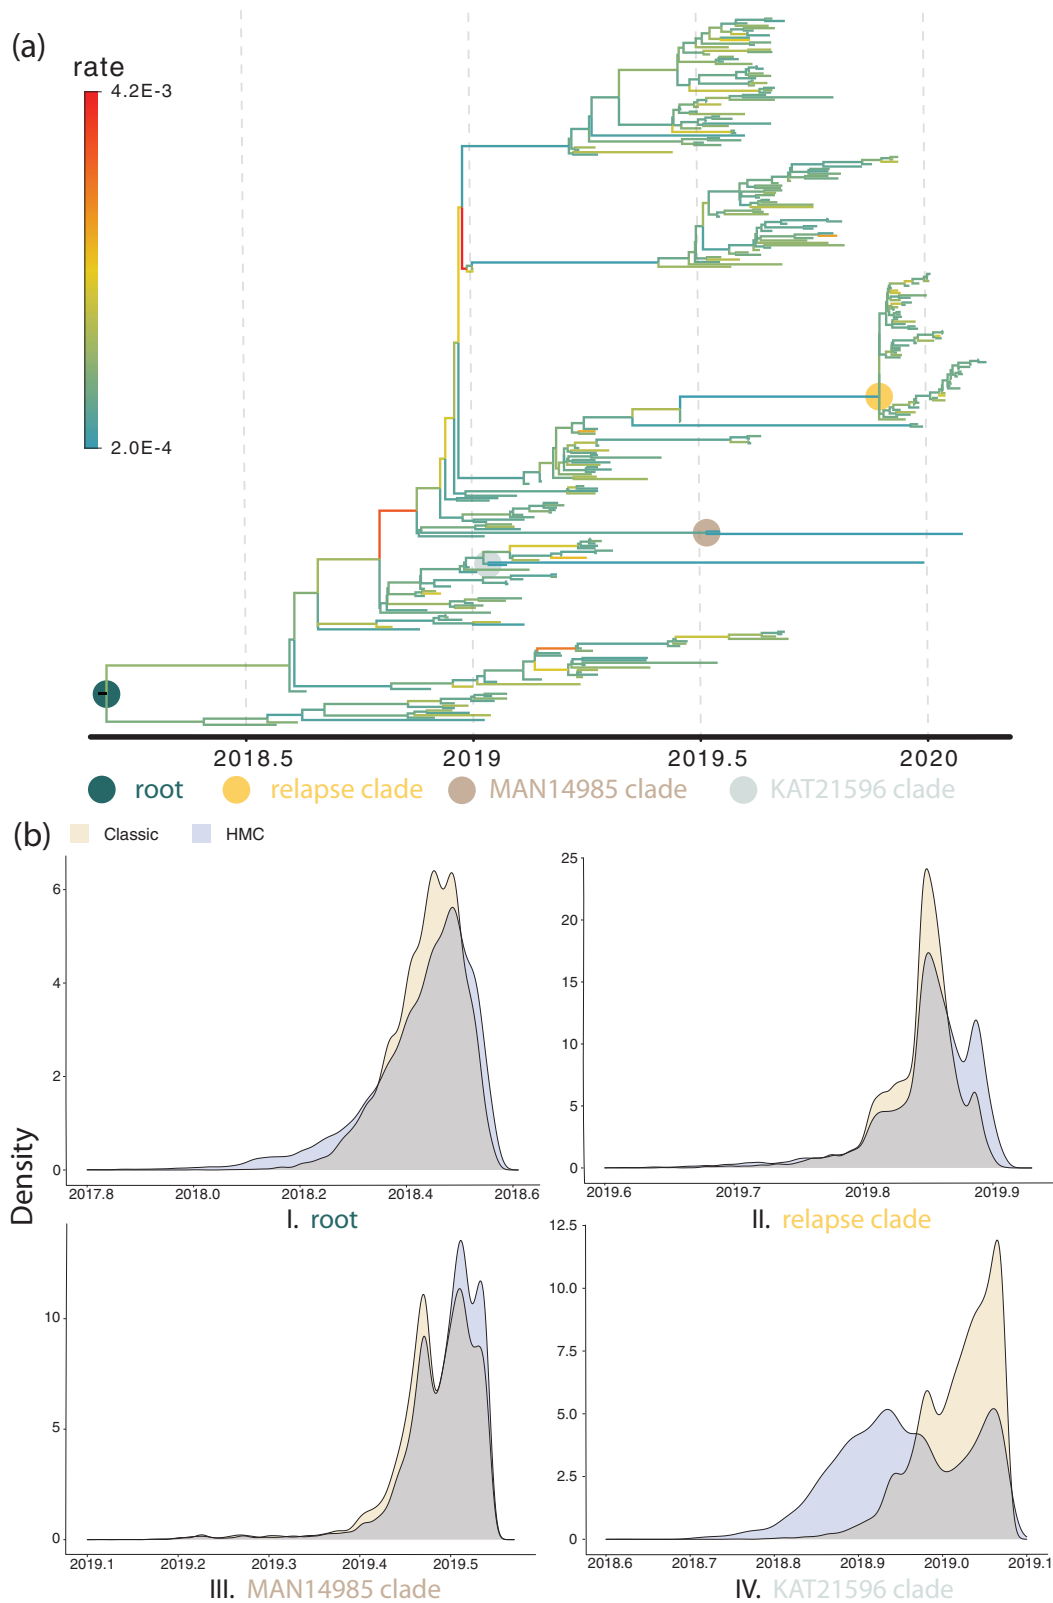 (a)
rate
4.2E-3
2.0E-4
2018.5 2019 2019.5 2020
root relapse clade MAN14985 clade KAT21596 clade
(b) Classic HMC
Density
6
4
2
0
2017.8 2018.0 2018.2 2018.4 2018.6
I. root
25
20
15
10
5
0
2019.6 2019.7 2019.8 2019.9
II. relapse clade
10
5
0
2019.1 2019.2 2019.3 2019.4 2019.5
III. MAN14985 clade
12.5
10.0
7.5
5.0
2.5
0
2018.6 2018.7 2018.8 2018.9 2019.0 2019.1
IV. KAT21596 clade